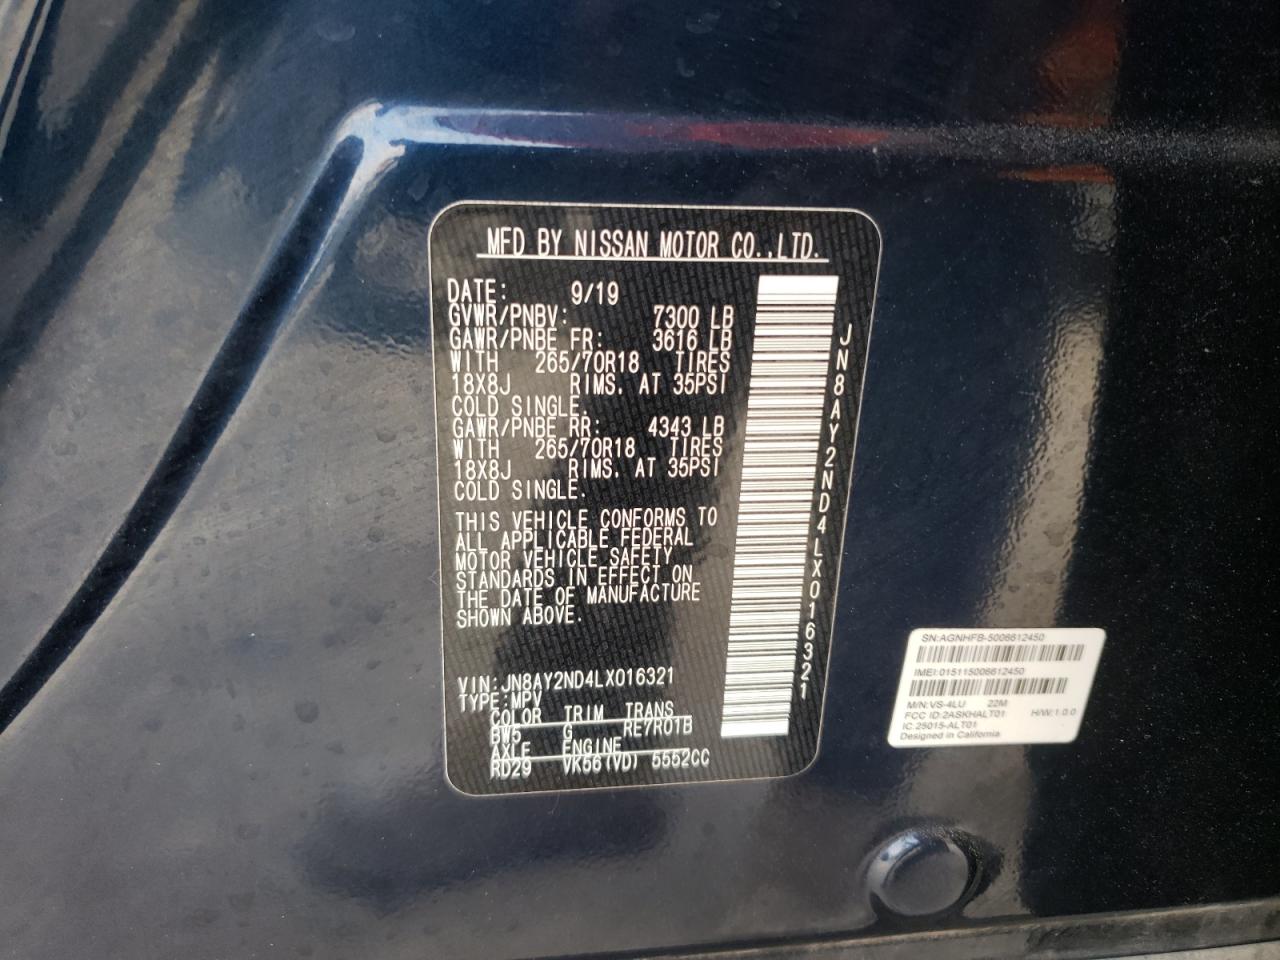 MFD BY NISSAN MOTOR CO.,LTD.
DATE: 9/19
GVWR/PNBV: 7300 LB
GAWR/PNBE FR: 3616 LB
WITH 265/70R18 TIRES
18X8J RIMS. AT 35PSI
COLD SINGLE.
GAWR/PNBE RR: 4343 LB
WITH 265/70R18 TIRES
18X8J RIMS. AT 35PSI
COLD SINGLE.
THIS VEHICLE CONFORMS TO
ALL APPLICABLE FEDERAL
MOTOR VEHICLE SAFETY
STANDARDS IN EFFECT ON
THE DATE OF MANUFACTURE
SHOWN ABOVE.
VIN:JN8AY2ND4LX016321
TYPE:MPV
COLOR TRIM TRANS
BW5 G RE7R01B
AXLE ENGINE
RD29 VK56(VD) 5552CC
JN8AY2ND4LX016321
SN:AGNHFB-5006612450
IMEI:015115006612450
M/N:VS-4LU 22M
FCC ID:2ASKHALT01 H/W:1.0.0
IC:25015-ALT01
Designed in California